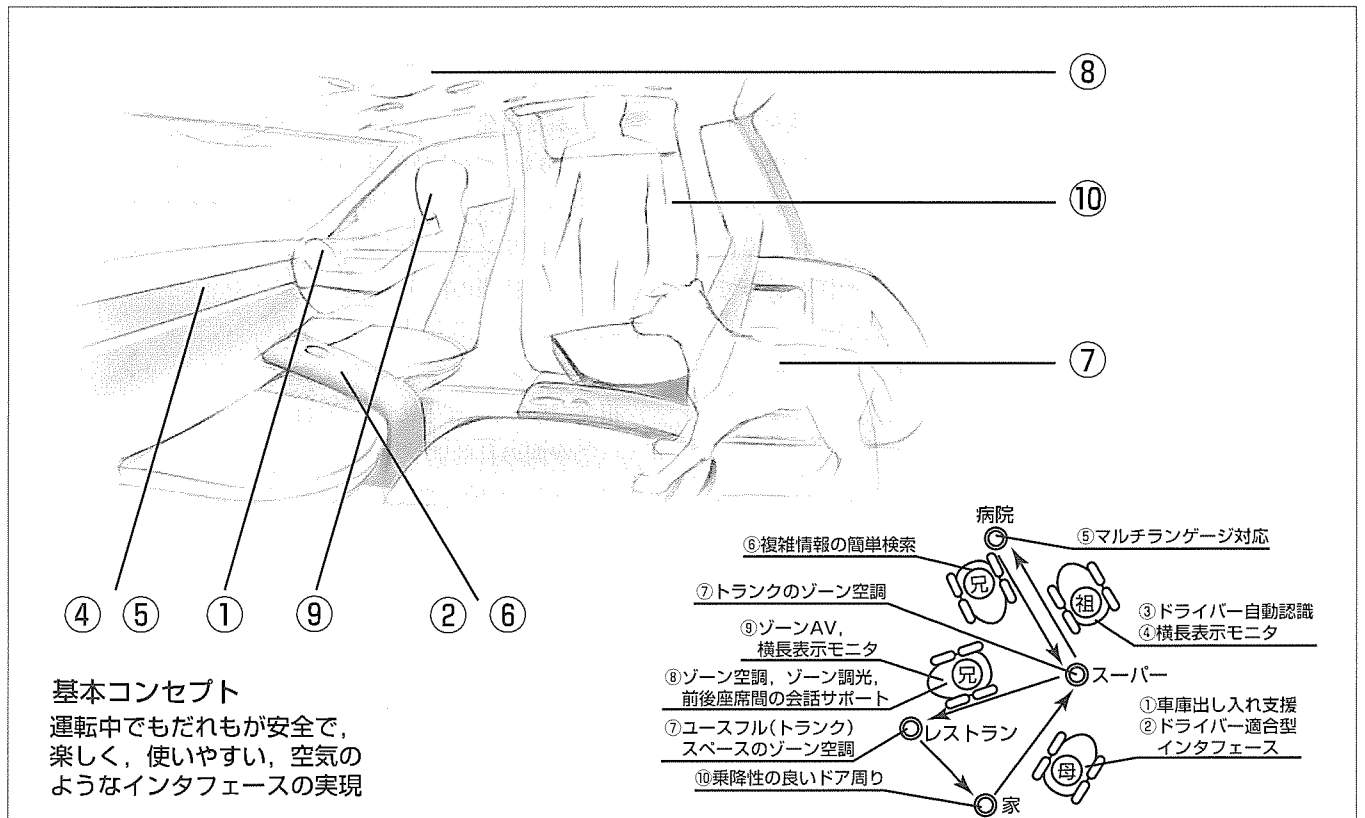 ⑧
⑩
⑦
④ ⑤ ① ⑨ ② ⑥
基本コンセプト
運転中でもだれもが安全で，
楽しく，使いやすい，空気の
ようなインタフェースの実現
病院
⑥複雑情報の簡単検索
⑤マルチランゲージ対応
兄
⑦トランクのゾーン空調
祖
③ドライバー自動認識
④横長表示モニタ
⑨ゾーンAV，
横長表示モニタ
兄
スーパー
⑧ゾーン空調，ゾーン調光，
前後座席間の会話サポート
①車庫出し入れ支援
②ドライバー適合型
インタフェース
⑦ユースフル(トランク)
スペースのゾーン空調
レストラン
母
⑩乗降性の良いドア周り
家